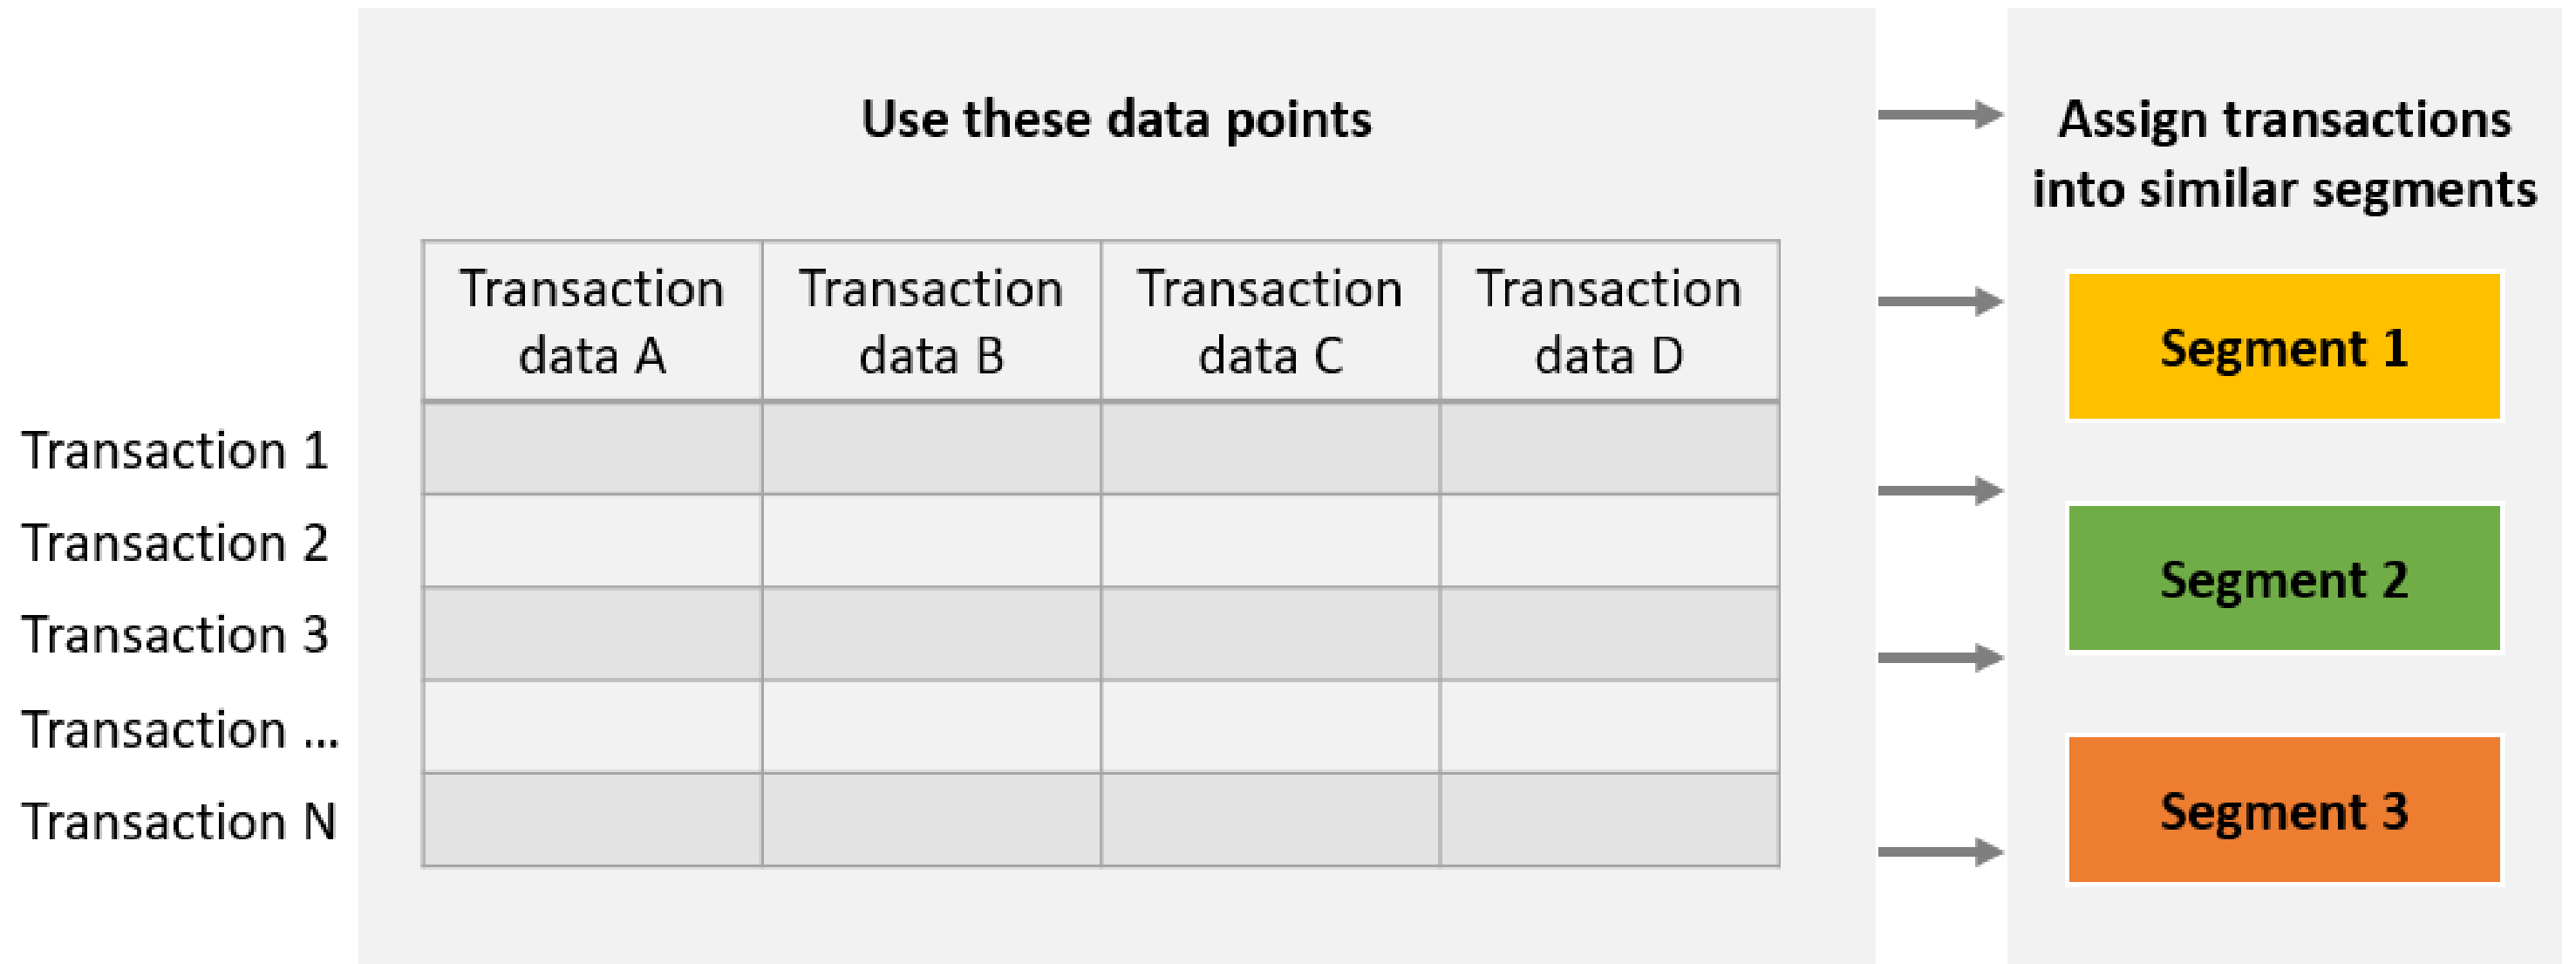 Use these data points
Assign transactions
into similar segments
Transaction
data A
Transaction
data B
Transaction
data C
Transaction
data D
Transaction 1
Transaction 2
Transaction 3
Transaction ...
Transaction N
Segment 1
Segment 2
Segment 3